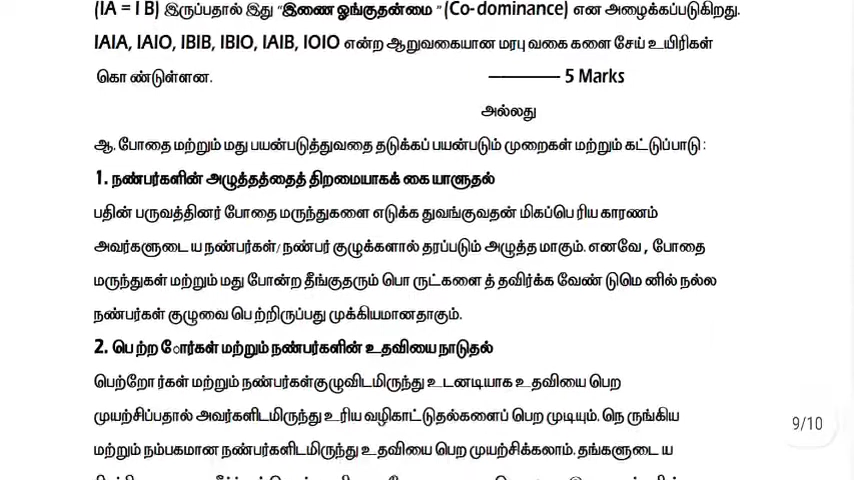 (IA = I B) இருப்பதால் இது “இணை ஓங்குதன்மை ” (Co-dominance) என அழைக்கப்படுகிறது.
IAIA, IAIO, IBIB, IBIO, IAIB, IOIO என்ற ஆறுவகையான மரபு வகை களை சேய் உயிரிகள்
கொ ண்டுள்ளன. ————— 5 Marks
அல்லது
ஆ. போதை மற்றும் மது பயன்படுத்துவதை தடுக்கப் பயன்படும் முறைகள் மற்றும் கட்டுப்பாடு :
1. நண்பர்களின் அழுத்தத்தைத் திறமையாகக் கை யாளுதல்
பதின் பருவத்தினர் போதை மருந்துகளை எடுக்க துவங்குவதன் மிகப்பெ ரிய காரணம்
அவர்களுடை ய நண்பர்கள்/ நண்பர் குழுக்களால் தரப்படும் அழுத்த மாகும். எனவே , போதை
மருந்துகள் மற்றும் மது போன்ற தீங்குதரும் பொ ருட்களை த் தவிர்க்க வேண் டுமெ னில் நல்ல
நண்பர்கள் குழுவை பெ ற்றிருப்பது முக்கியமானதாகும்.
2. பெ ற்ற ோர்கள் மற்றும் நண்பர்களின் உதவியை நாடுதல்
பெற்றோ ர்கள் மற்றும் நண்பர்கள்குழுவிடமிருந்து உடனடியாக உதவியை பெற
முயற்சிப்பதால் அவர்களிடமிருந்து உரிய வழிகாட்டுதல்களைப் பெற முடியும். நெ ருங்கிய
மற்றும் நம்பகமான நண்பர்களிடமிருந்து உதவியை பெற முயற்சிக்கலாம். தங்களுடை ய
9/10